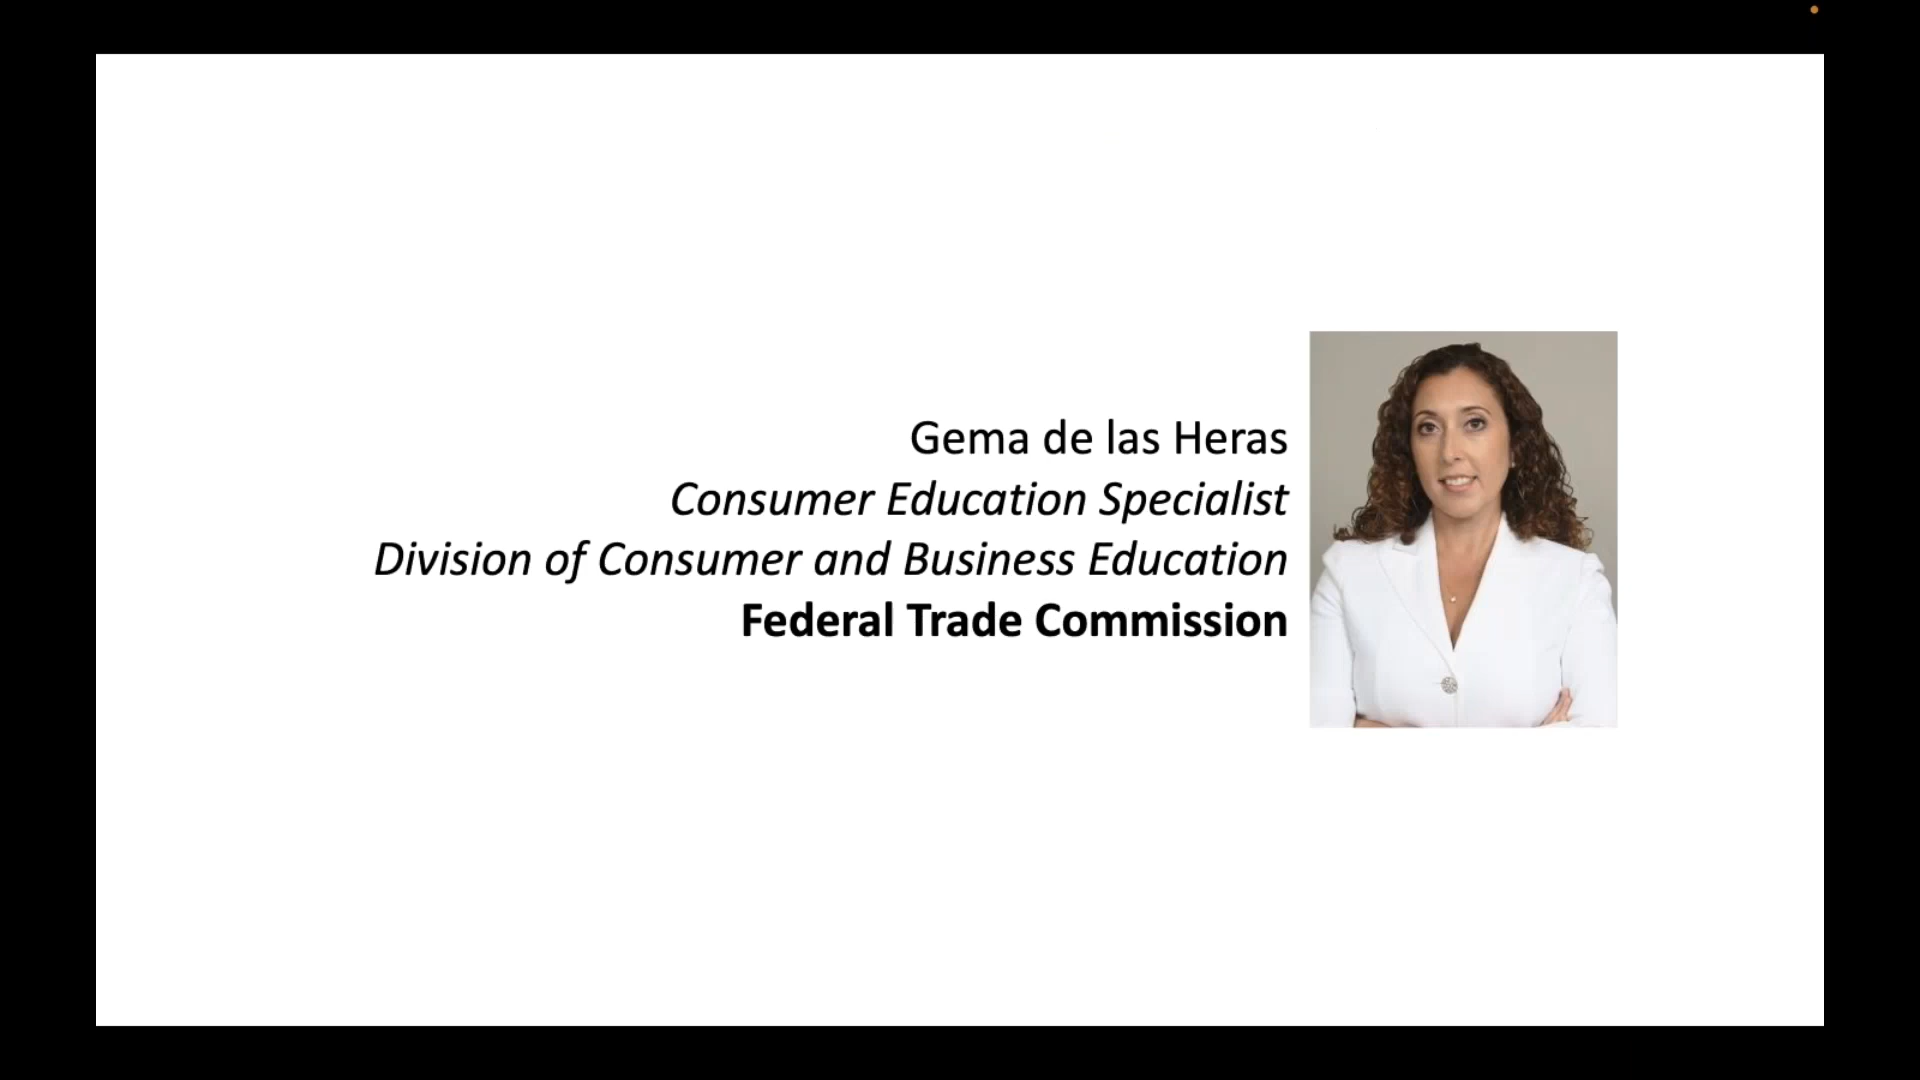 Gema de las Heras
Consumer Education Specialist
Division of Consumer and Business Education
Federal Trade Commission